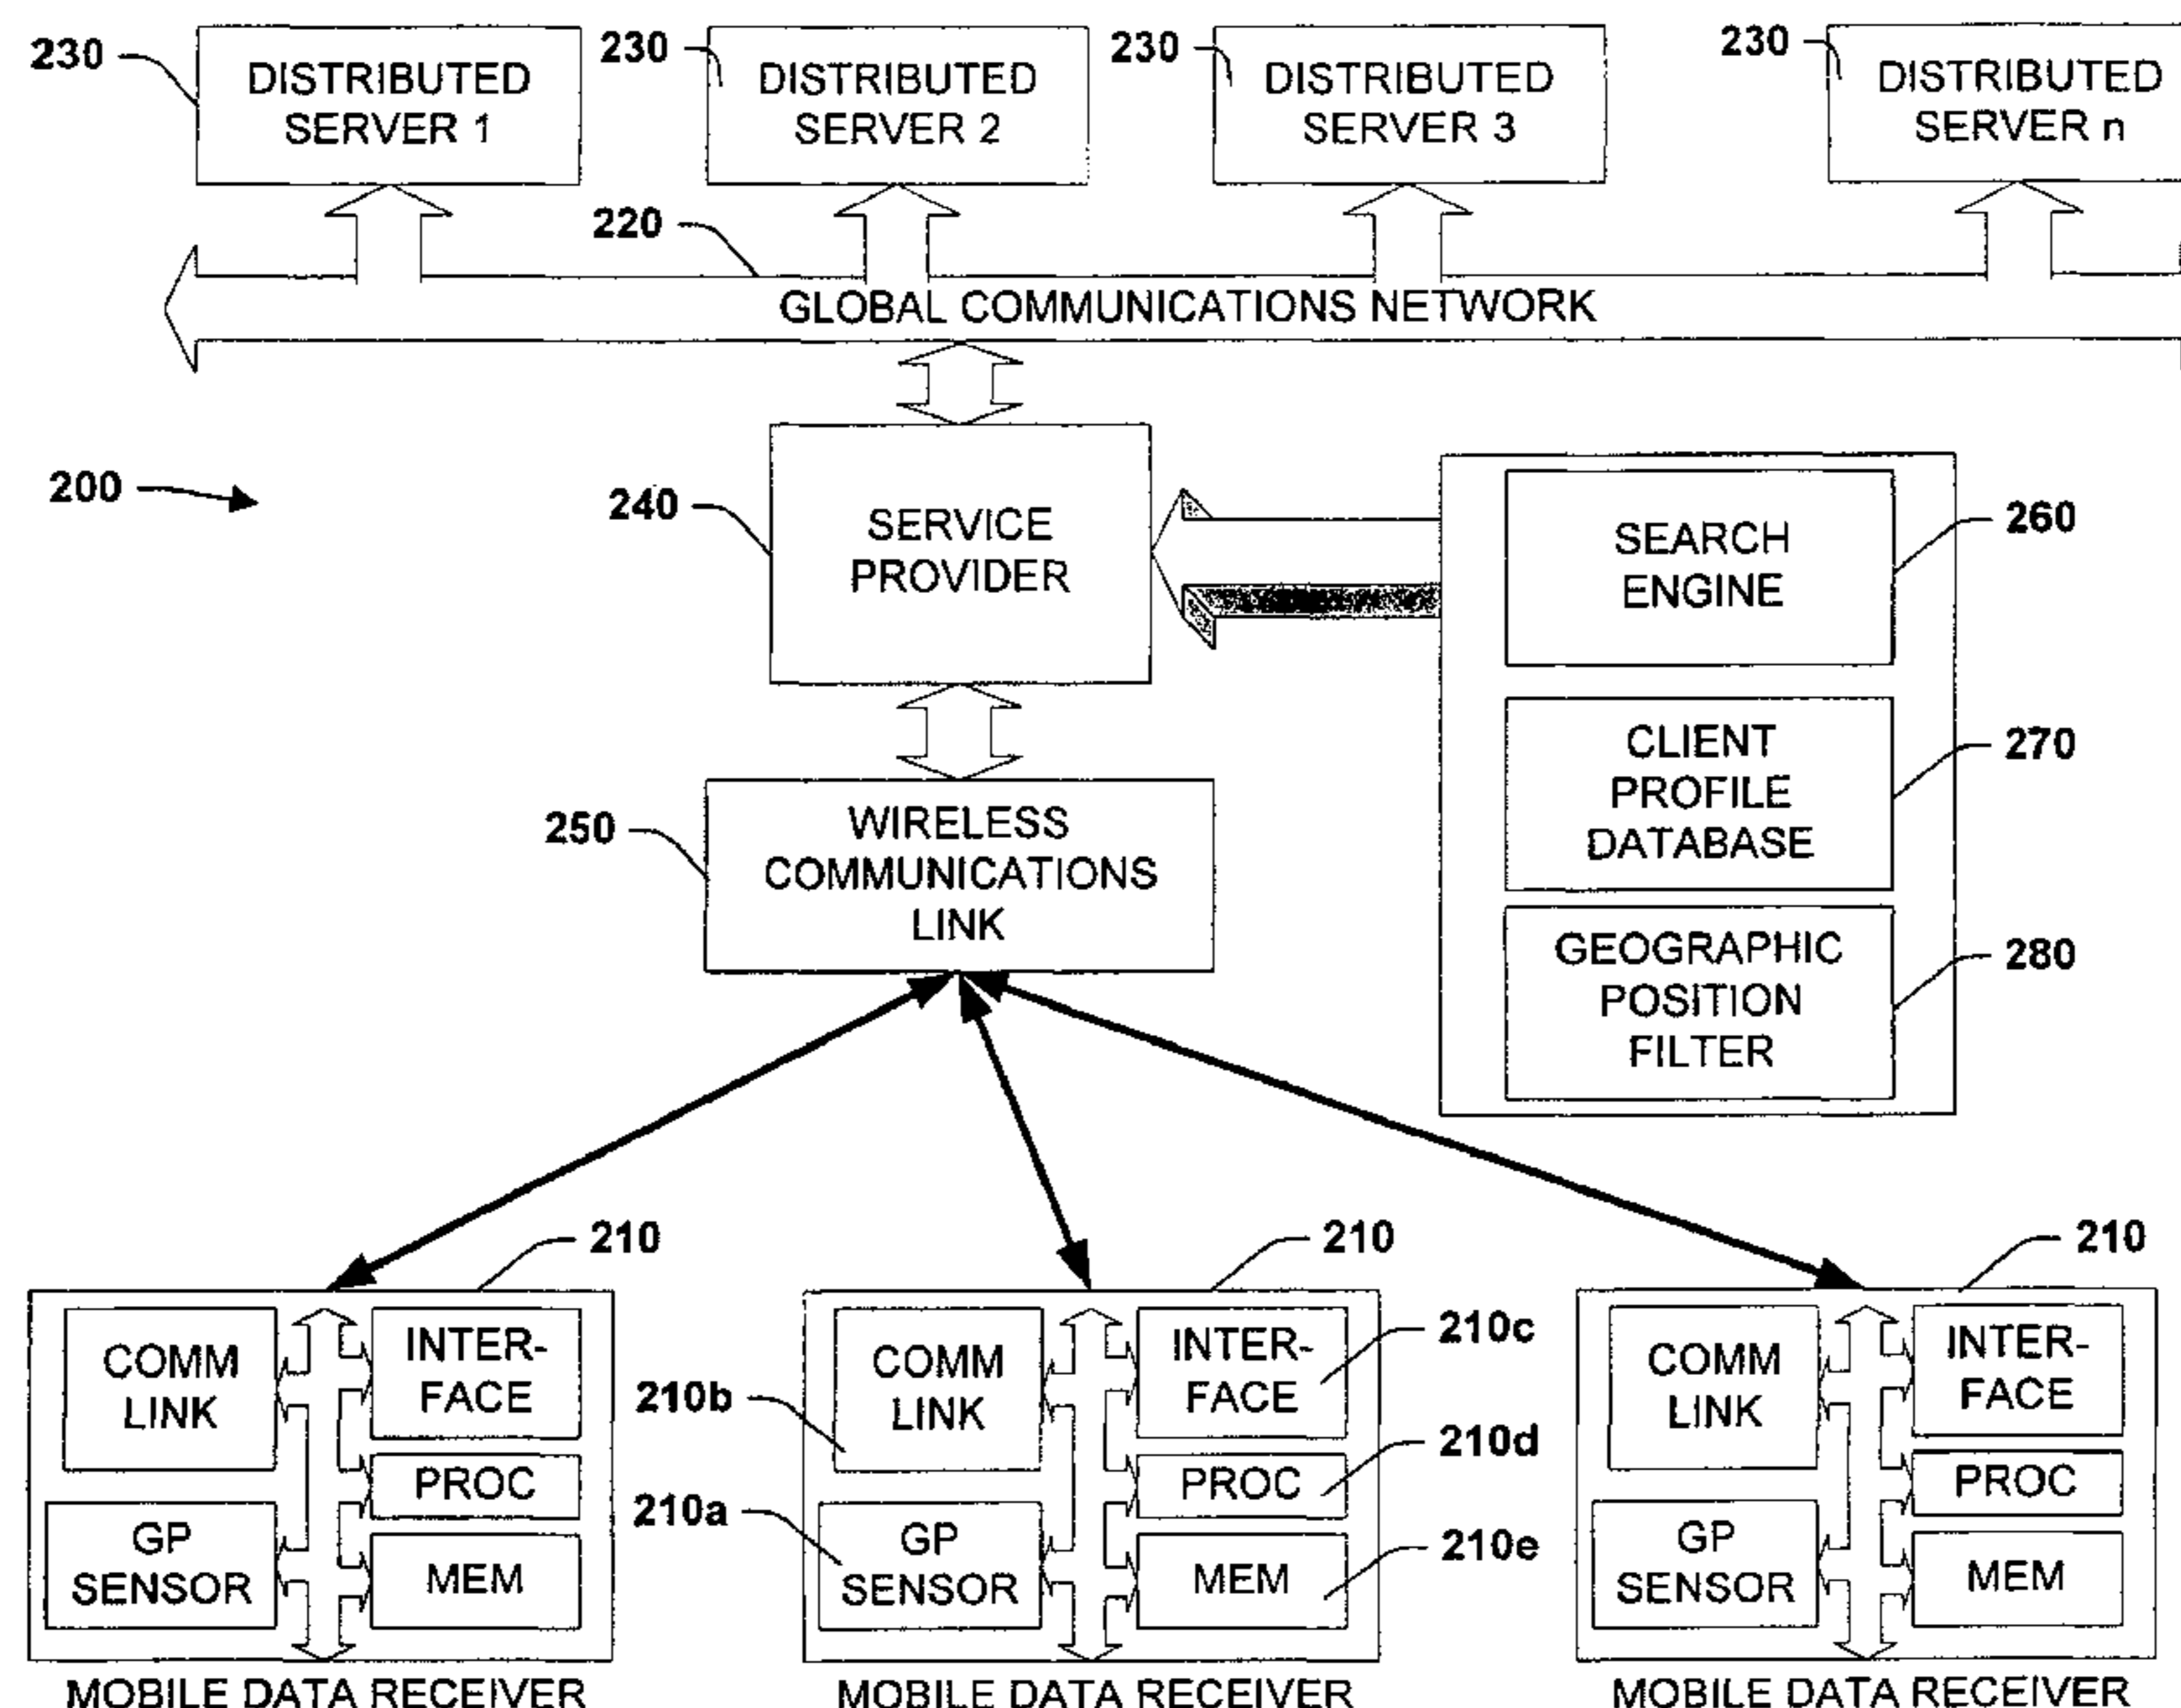 230
DISTRIBUTED
SERVER 1
230
DISTRIBUTED
SERVER 2
230
DISTRIBUTED
SERVER 3
230
DISTRIBUTED
SERVER n
220
GLOBAL COMMUNICATIONS NETWORK
200
240
SERVICE
PROVIDER
SEARCH
ENGINE
260
CLIENT
PROFILE
DATABASE
270
GEOGRAPHIC
POSITION
FILTER
280
250
WIRELESS
COMMUNICATIONS
LINK
210
COMM
LINK
INTER-
FACE
PROC
GP
SENSOR
MEM
MOBILE DATA RECEIVER
210
COMM
LINK
210b
INTER-
FACE
210c
PROC
210d
GP
SENSOR
210a
MEM
210e
MOBILE DATA RECEIVER
210
COMM
LINK
INTER-
FACE
PROC
GP
SENSOR
MEM
MOBILE DATA RECEIVER